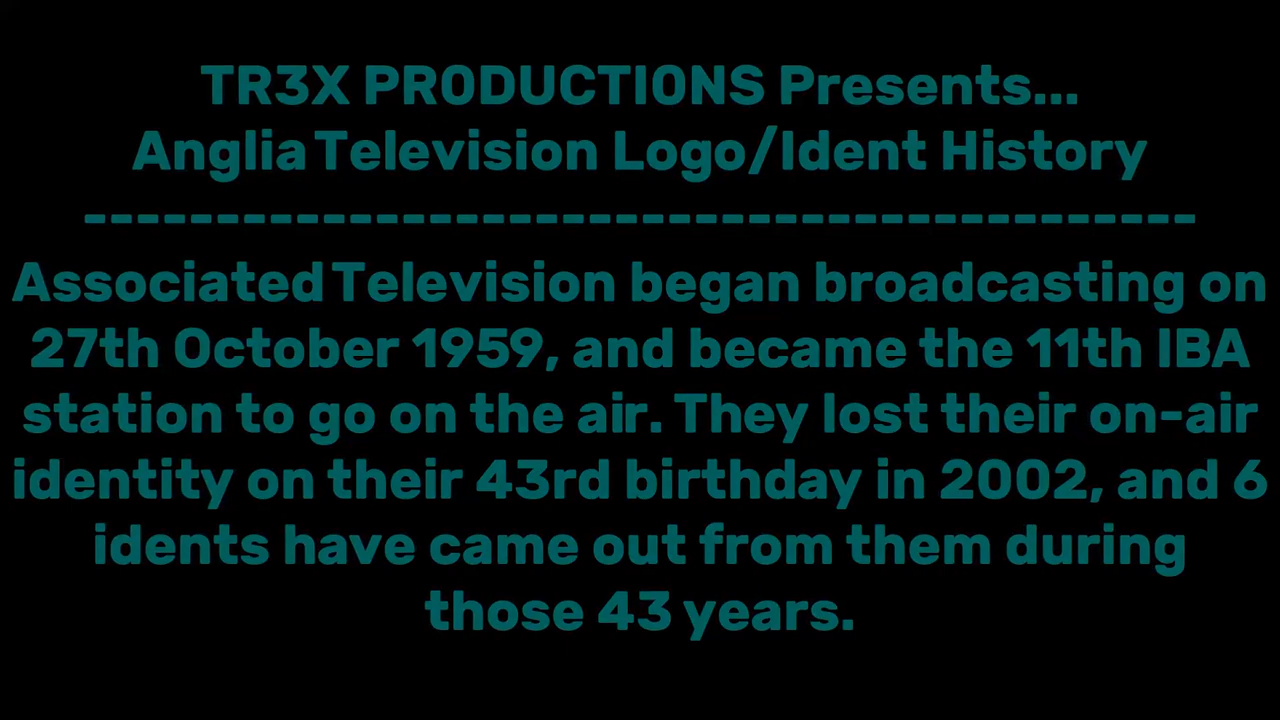 TR3X PRODUCTIONS Presents...
Anglia Television Logo/Ident History
------------------------------------------
Associated Television began broadcasting on
27th October 1959, and became the 11th IBA
station to go on the air. They lost their on-air
identity on their 43rd birthday in 2002, and 6
idents have came out from them during
those 43 years.